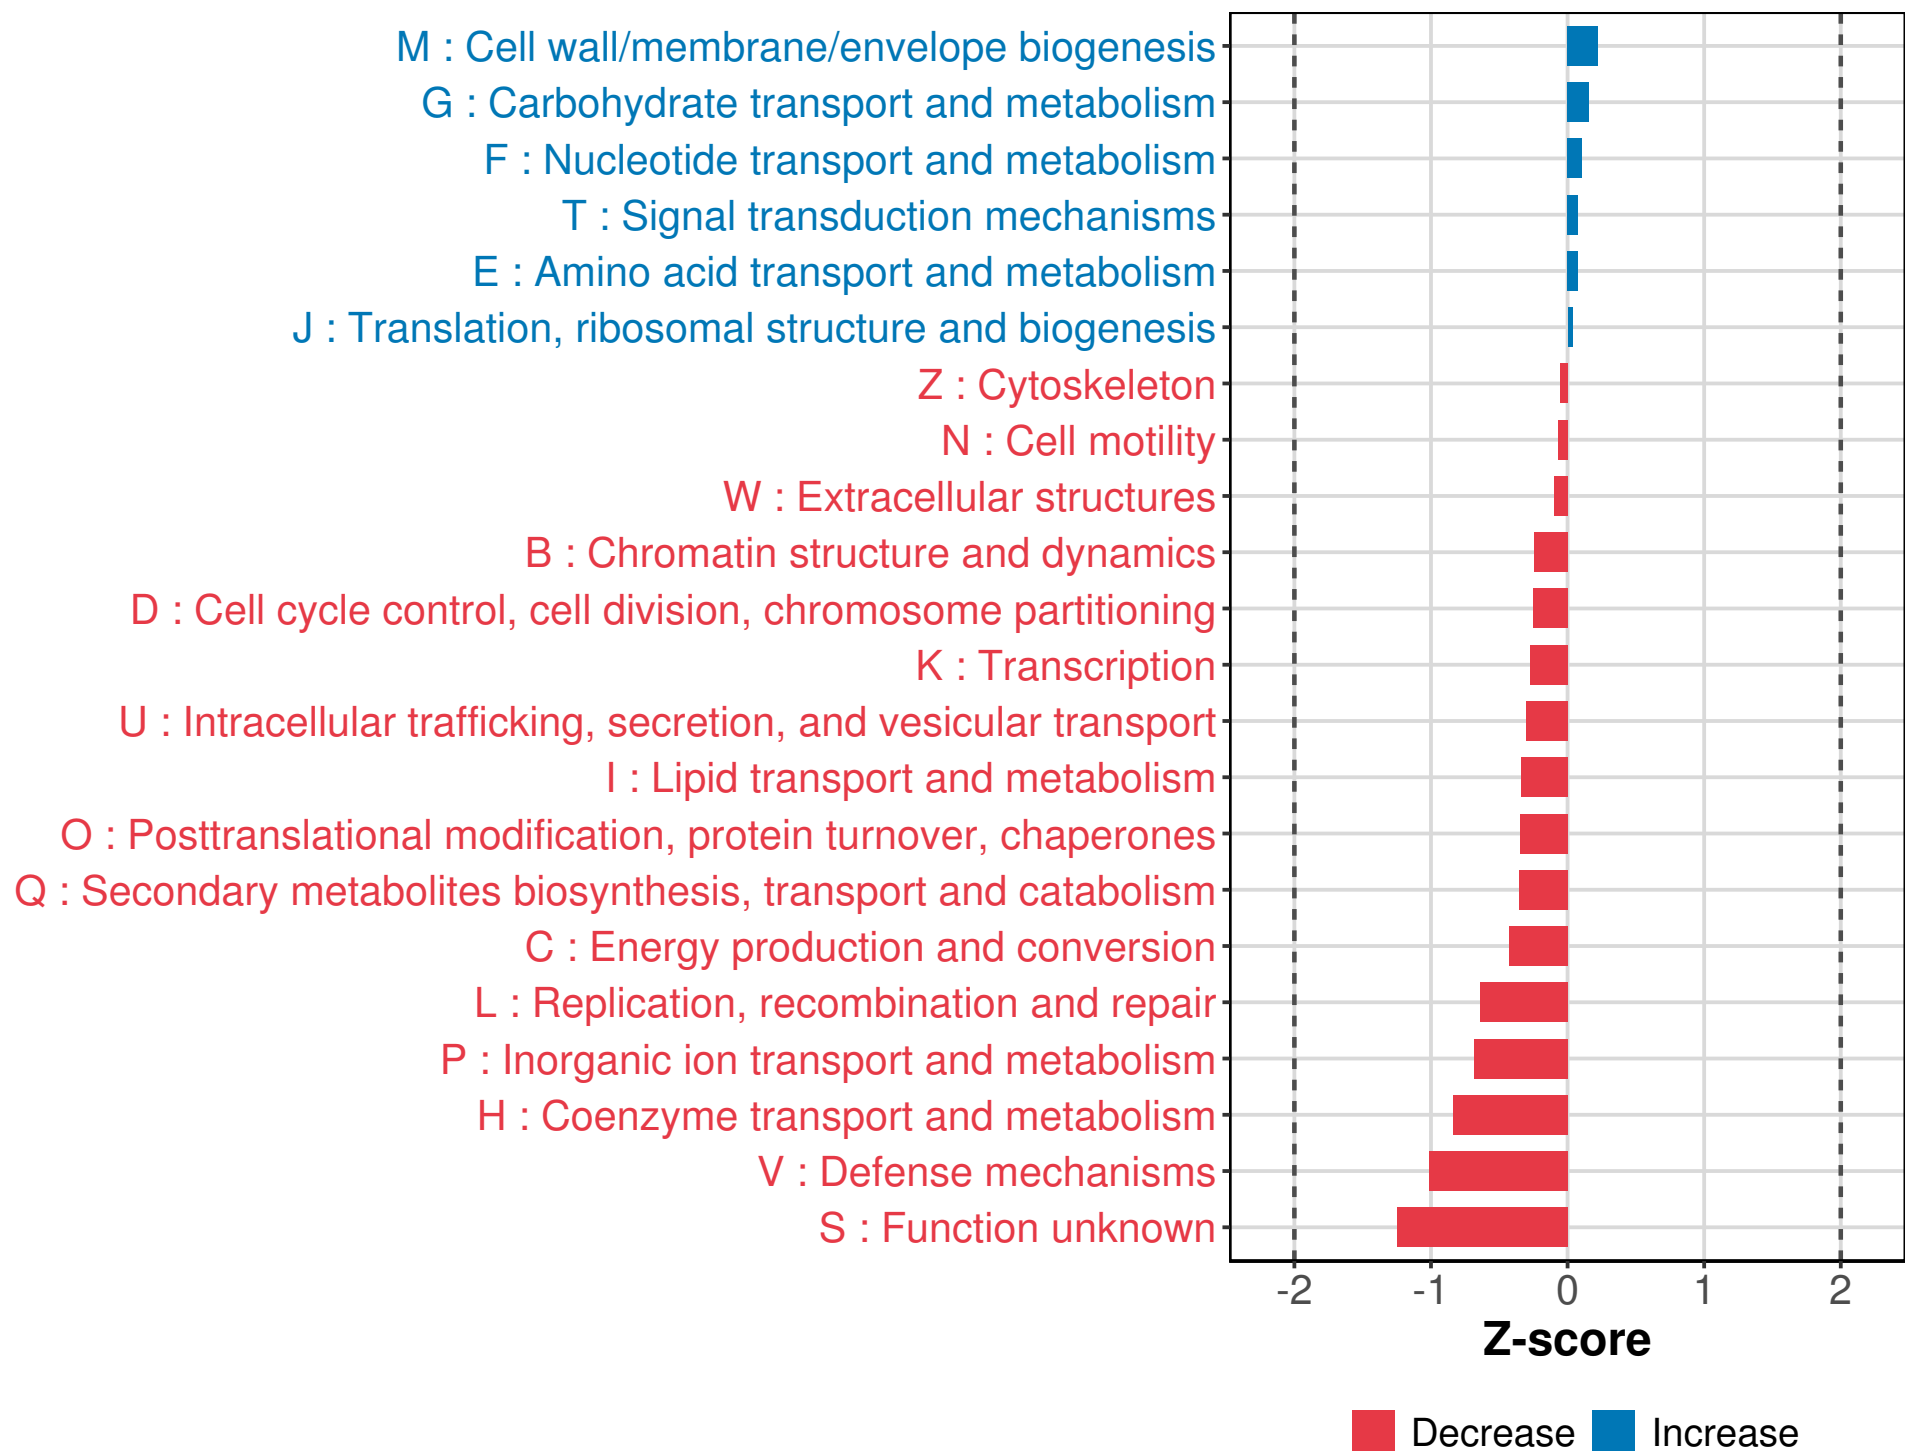 M : Cell wall/membrane/envelope biogenesis
G : Carbohydrate transport and metabolism
F : Nucleotide transport and metabolism
T : Signal transduction mechanisms
E : Amino acid transport and metabolism
J : Translation, ribosomal structure and biogenesis
Z : Cytoskeleton
N : Cell motility
W : Extracellular structures
B : Chromatin structure and dynamics
D : Cell cycle control, cell division, chromosome partitioning
K : Transcription
U : Intracellular trafficking, secretion, and vesicular transport
I : Lipid transport and metabolism
O : Posttranslational modification, protein turnover, chaperones
Q : Secondary metabolites biosynthesis, transport and catabolism
C : Energy production and conversion
L : Replication, recombination and repair
P : Inorganic ion transport and metabolism
H : Coenzyme transport and metabolism
V : Defense mechanisms
S : Function unknown
-2 -1 0 1 2
Z-score
Decrease Increase